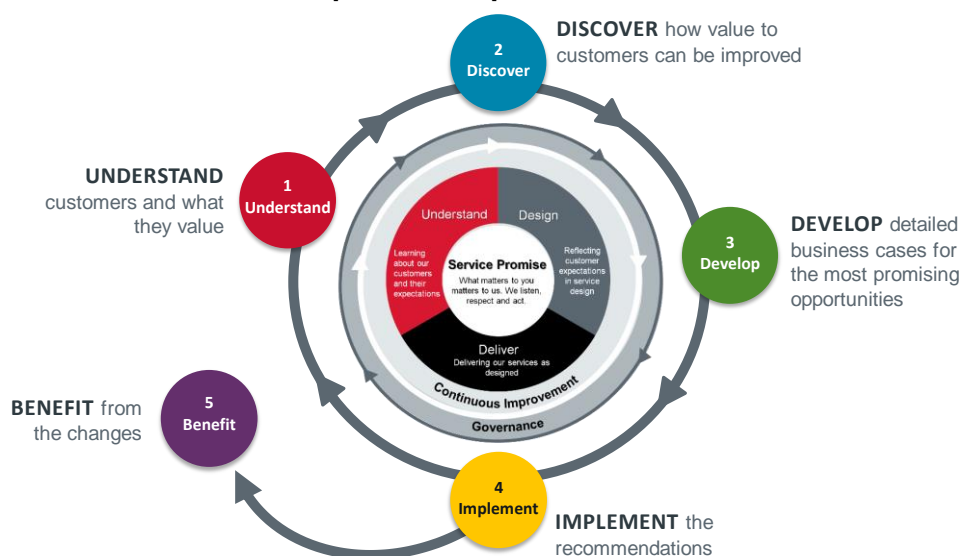 2
Discover
DISCOVER how value to
customers can be improved
1
Understand
UNDERSTAND
customers and what
they value
3
Develop
DEVELOP detailed
business cases for
the most promising
opportunities
Understand
Learning
about our
customers
and their
expectations
Design
Reflecting
customer
expectations
in service
design
Service Promise
What matters to you
matters to us. We listen,
respect and act.
Deliver
Delivering our services as
designed
Continuous Improvement
Governance
5
Benefit
BENEFIT from
the changes
4
Implement
IMPLEMENT the
recommendations